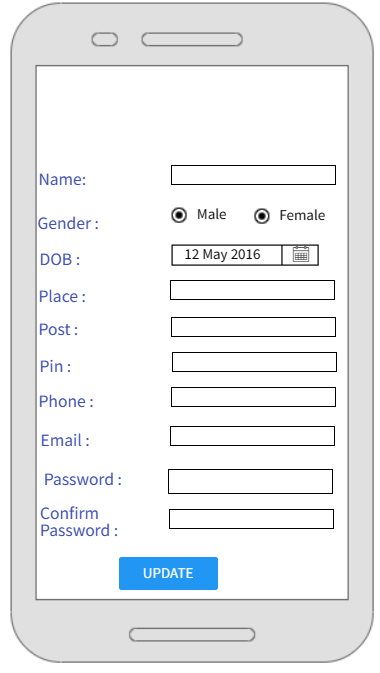 Name:
Gender : Male Female
DOB : 12 May 2016
Place :
Post :
Pin :
Phone :
Email :
Password :
Confirm
Password :
UPDATE